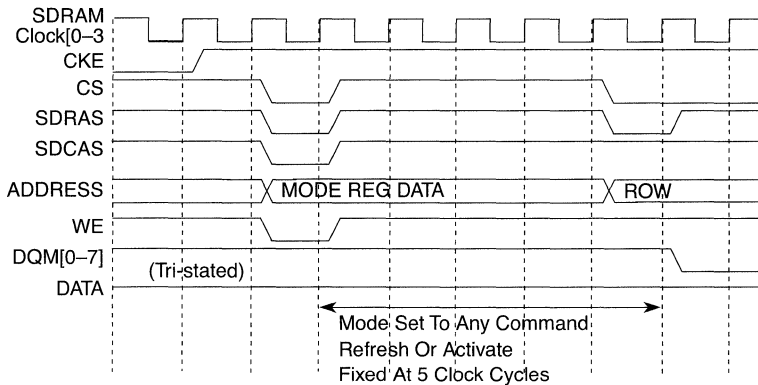 SDRAM
Clock[0–3
CKE
CS
SDRAS
SDCAS
ADDRESS
MODE REG DATA
ROW
WE
DQM[0–7]
(Tri-stated)
DATA
Mode Set To Any Command
Refresh Or Activate
Fixed At 5 Clock Cycles